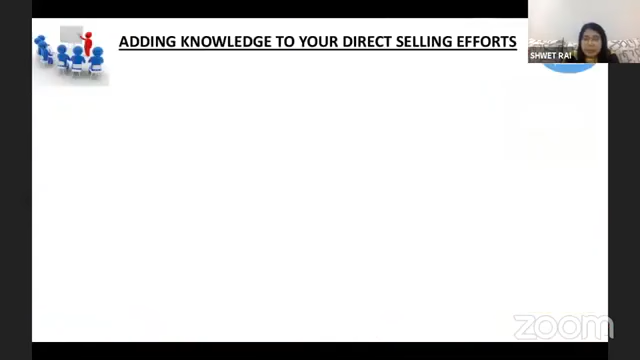 ADDING KNOWLEDGE TO YOUR DIRECT SELLING EFFORTS
SHWET RAI
zoom